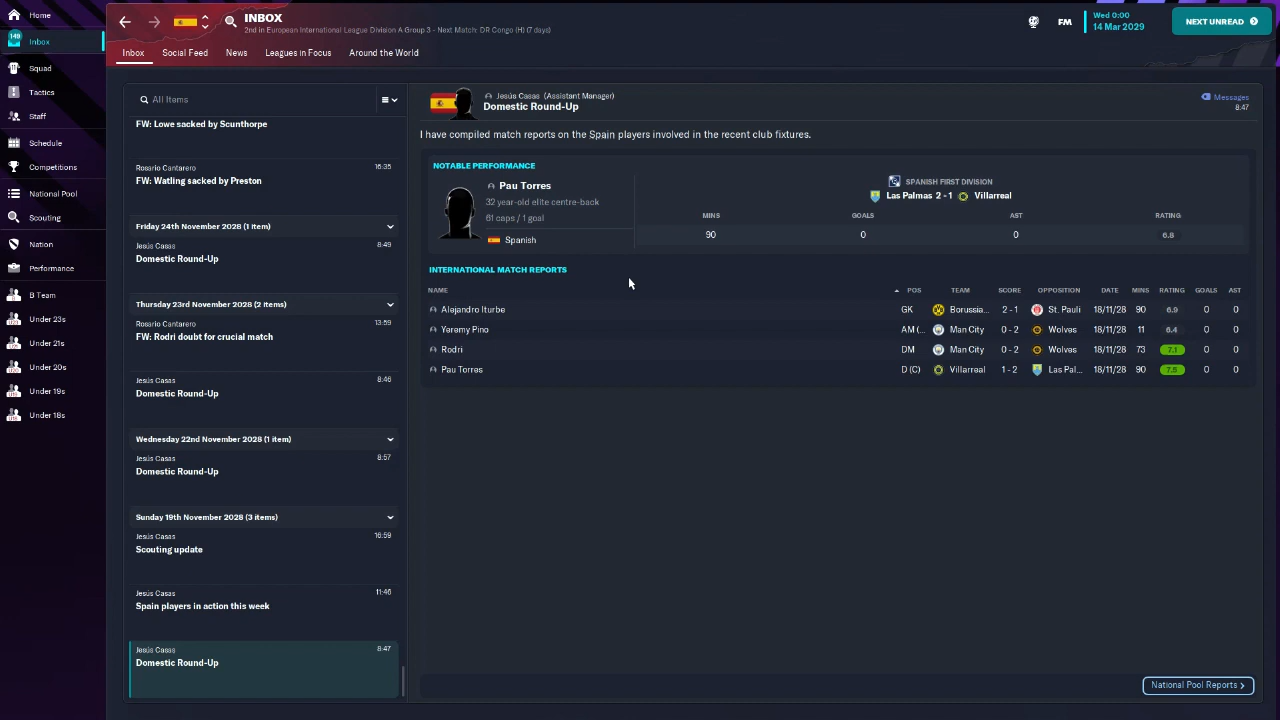 Home
149
Inbox
Squad
Tactics
Staff
Schedule
Competitions
National Pool
Scouting
Nation
Performance
B Team
Under 23s
Under 21s
Under 20s
Under 19s
Under 18s
INBOX
2nd in European International League Division A Group 3 - Next Match: DR Congo (H) (7 days)
FM
Wed 0:00
14 Mar 2029
NEXT UNREAD
Inbox
Social Feed
News
Leagues in Focus
Around the World
All Items
FW: Lowe sacked by Scunthorpe
Rosario Cantarero 16:35
FW: Watling sacked by Preston
Friday 24th November 2028 (1 item)
Jesús Casas 8:49
Domestic Round-Up
Thursday 23rd November 2028 (2 items)
Rosario Cantarero 13:59
FW: Rodri doubt for crucial match
Jesús Casas 8:46
Domestic Round-Up
Wednesday 22nd November 2028 (1 item)
Jesús Casas 8:57
Domestic Round-Up
Sunday 19th November 2028 (3 items)
Jesús Casas 16:59
Scouting update
Jesús Casas 11:46
Spain players in action this week
Jesús Casas 8:47
Domestic Round-Up
Jesús Casas (Assistant Manager)
Domestic Round-Up
Messages
8:47
I have compiled match reports on the Spain players involved in the recent club fixtures.
NOTABLE PERFORMANCE
Pau Torres
32 year-old elite centre-back
61 caps / 1 goal
Spanish
SPANISH FIRST DIVISION
Las Palmas 2 - 1 Villarreal
MINS GOALS AST RATING
90 0 0 6.8
INTERNATIONAL MATCH REPORTS
NAME POS TEAM SCORE OPPOSITION DATE MINS RATING GOALS AST
Alejandro Iturbe GK Borussia... 2 - 1 St. Pauli 18/11/28 90 6.9 0 0
Yeremy Pino AM (... Man City 0 - 2 Wolves 18/11/28 11 6.4 0 0
Rodri DM Man City 0 - 2 Wolves 18/11/28 73 7.1 0 0
Pau Torres D (C) Villarreal 1 - 2 Las Pal... 18/11/28 90 7.5 0 0
National Pool Reports